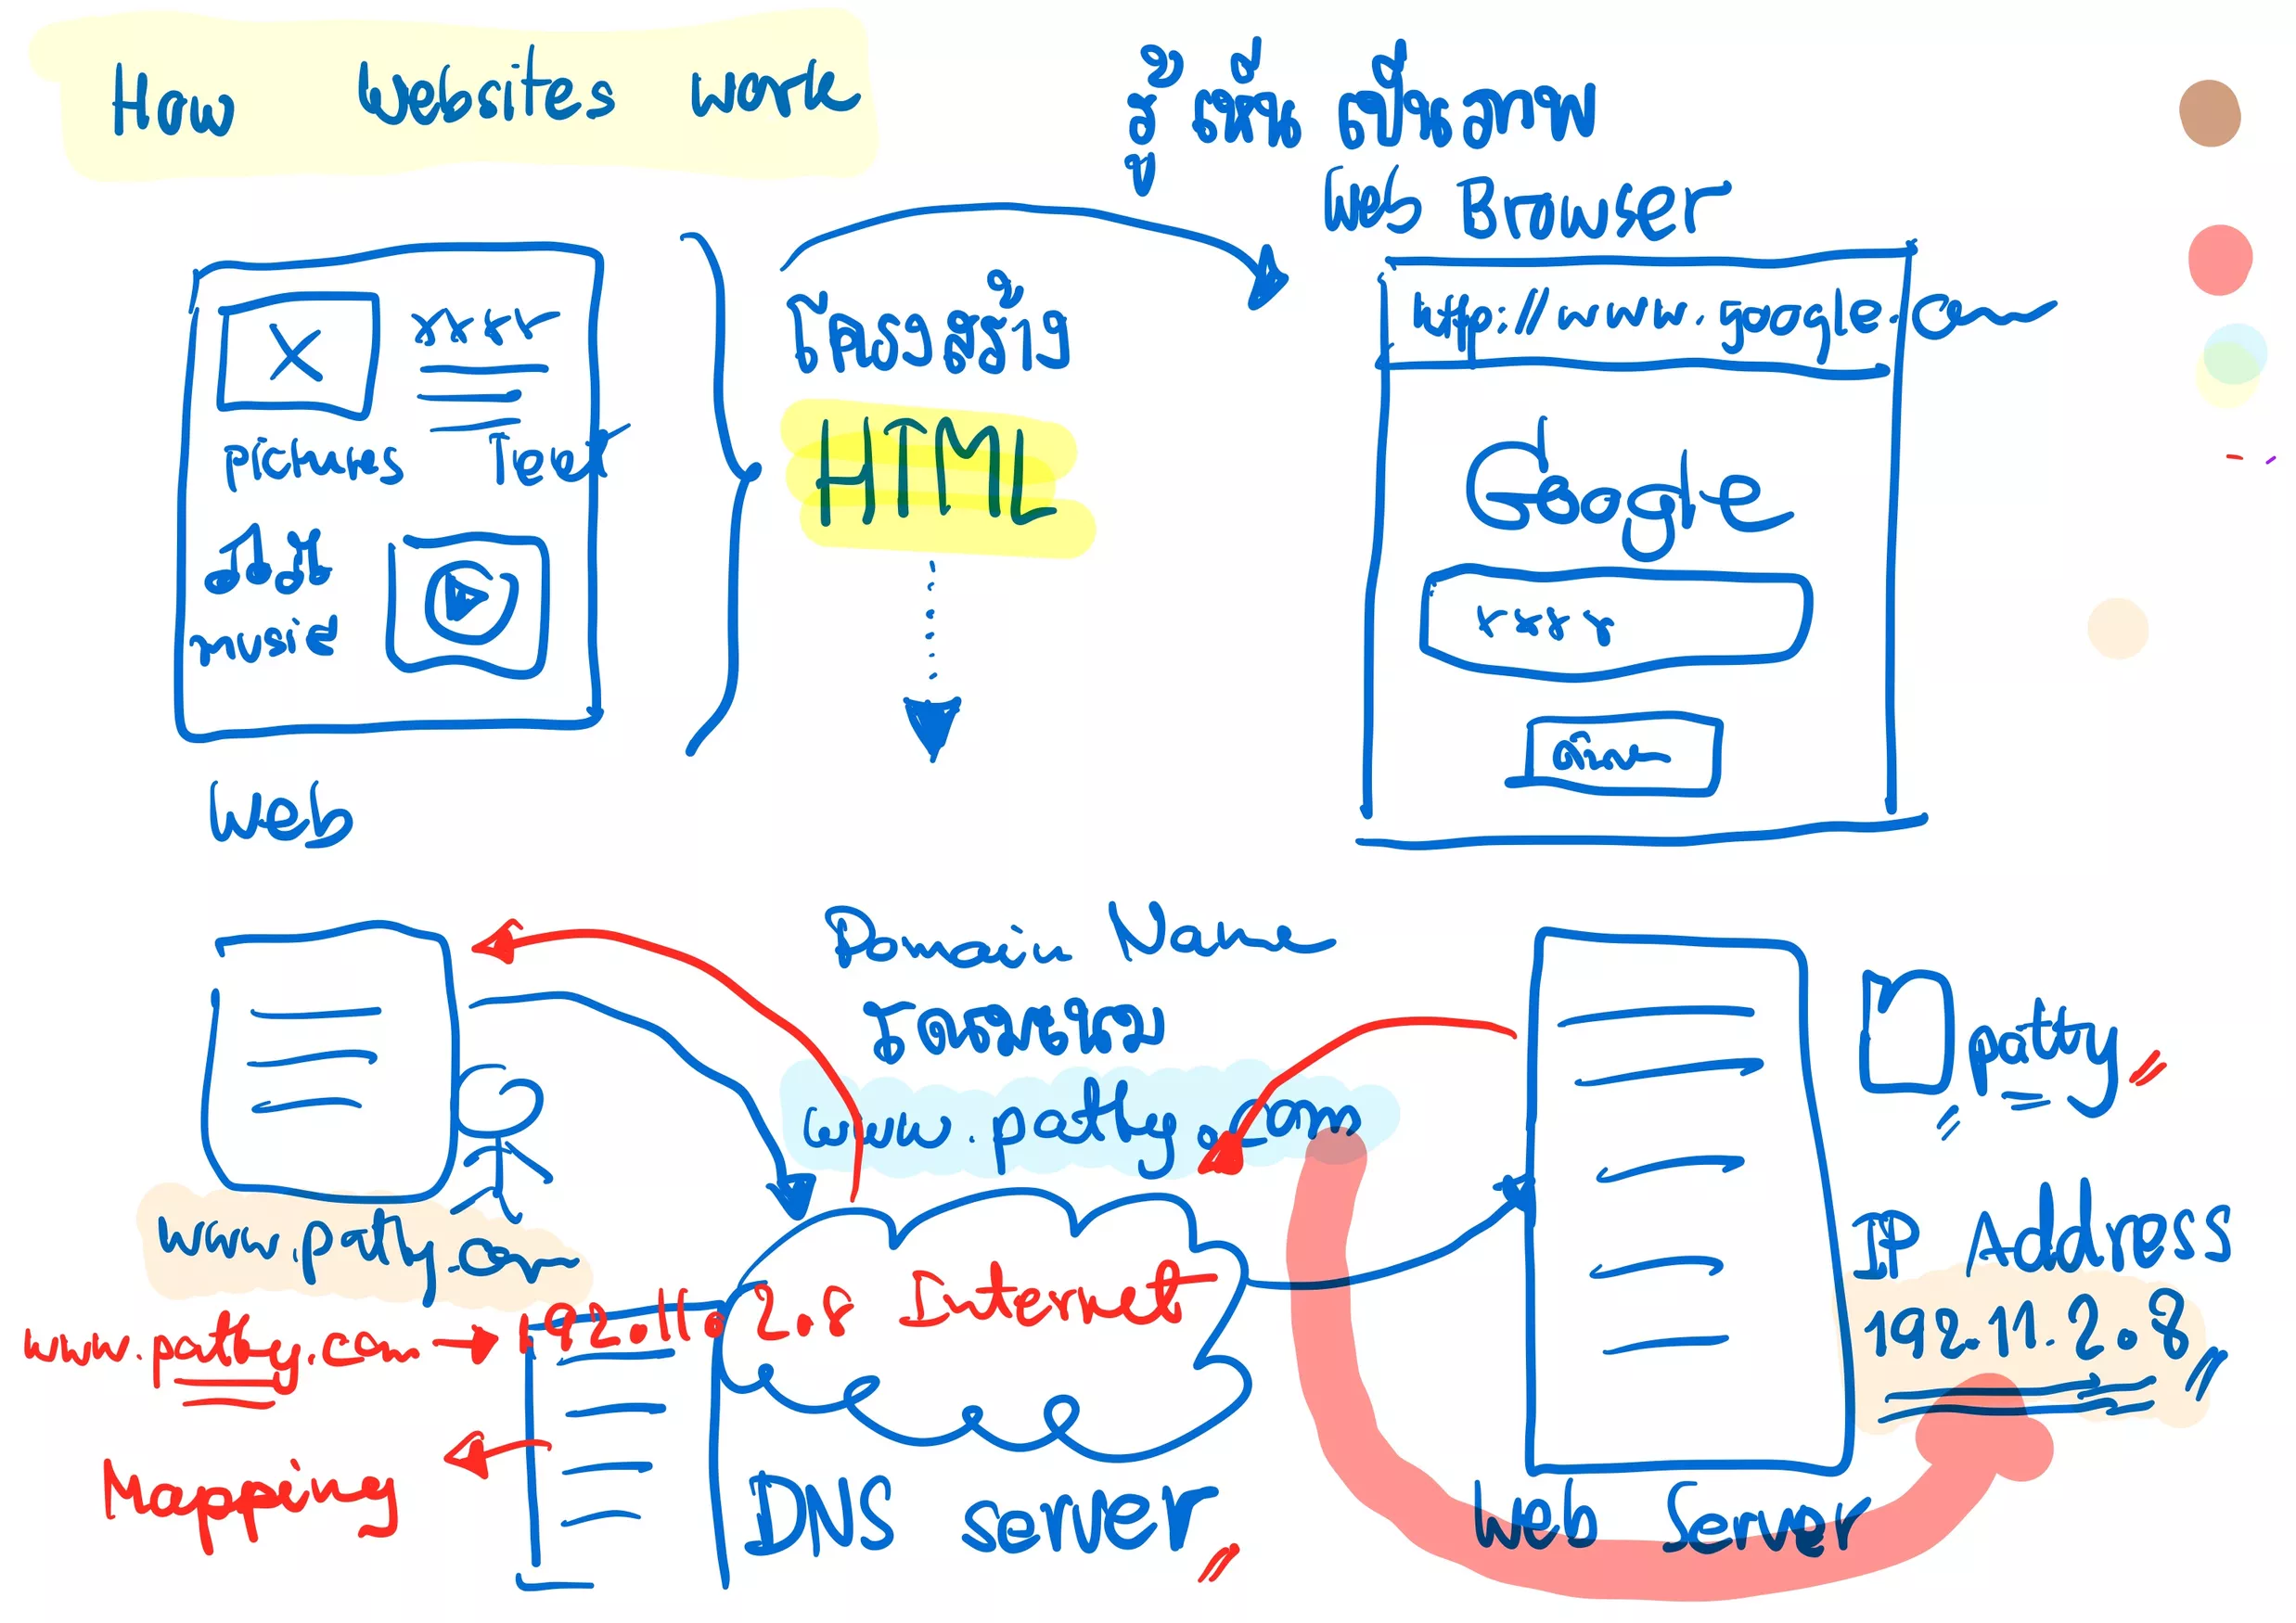 How Websites work
รู้ เห็น เป็นภาพ
Web Browser
xxxx
pictures Text
music
Web
โครงสร้าง
HTML
http://www.google.com
Google
xxxx
ค้นหา
Domain Name
โดเมนเนม
www.patty.com
www.patty.com
www.patty.com → 192.11.2.8
Internet
Mapping
DNS server
patty
IP Address
192.11.2.8
Web Server